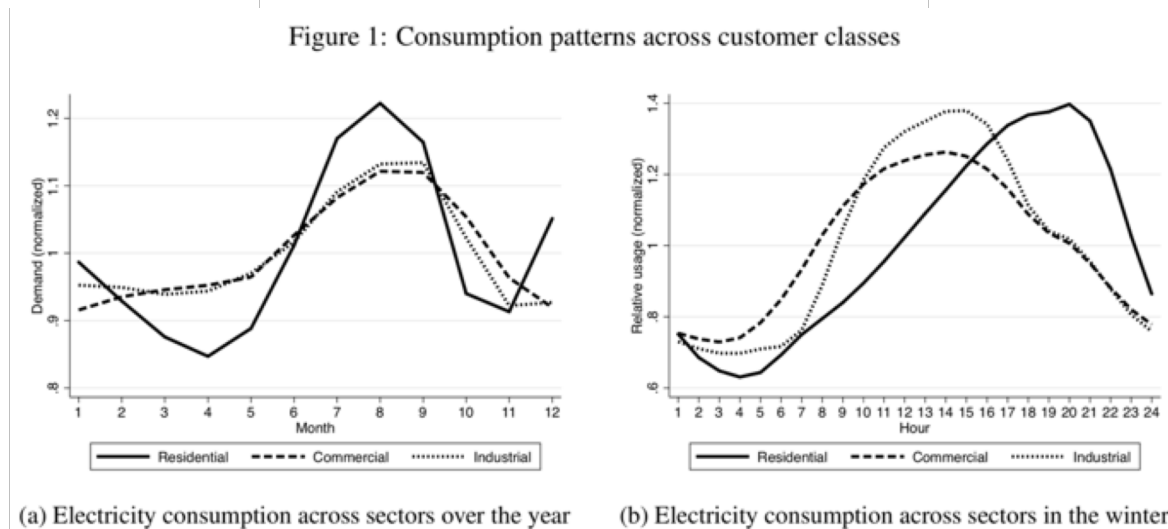 Figure 1: Consumption patterns across customer classes
Demand (normalized)
1.2
1.1
1
.9
.8
1 2 3 4 5 6 7 8 9 10 11 12
Month
Residential Commercial Industrial
(a) Electricity consumption across sectors over the year
Relative usage (normalized)
1.4
1.2
1
.8
.6
1 2 3 4 5 6 7 8 9 10 11 12 13 14 15 16 17 18 19 20 21 22 23 24
Hour
Residential Commercial Industrial
(b) Electricity consumption across sectors in the winter